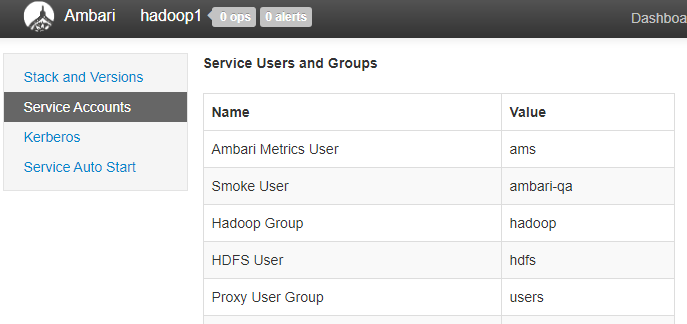 Ambari hadoop1 0 ops 0 alerts Dashboa
Stack and Versions
Service Accounts
Kerberos
Service Auto Start
Service Users and Groups
Name Value
Ambari Metrics User ams
Smoke User ambari-qa
Hadoop Group hadoop
HDFS User hdfs
Proxy User Group users